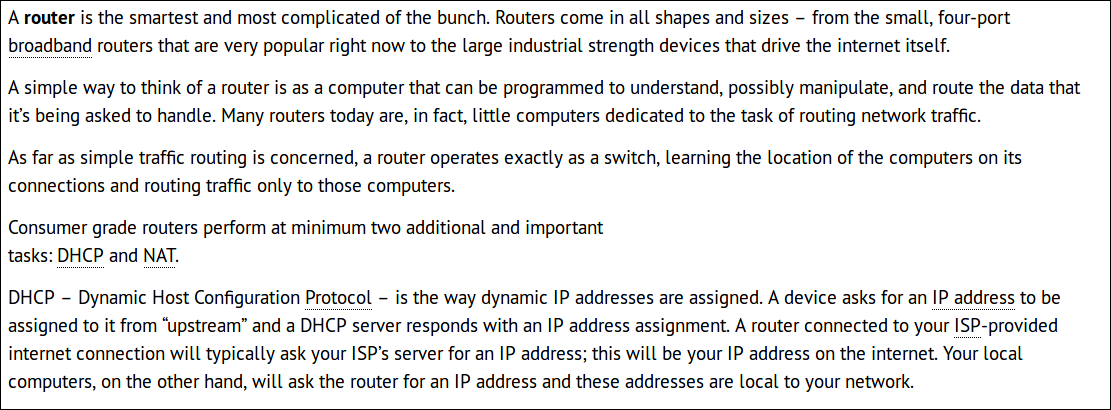 A router is the smartest and most complicated of the bunch. Routers come in all shapes and sizes – from the small, four-port
broadband routers that are very popular right now to the large industrial strength devices that drive the internet itself.
A simple way to think of a router is as a computer that can be programmed to understand, possibly manipulate, and route the data that
it’s being asked to handle. Many routers today are, in fact, little computers dedicated to the task of routing network traffic.
As far as simple traffic routing is concerned, a router operates exactly as a switch, learning the location of the computers on its
connections and routing traffic only to those computers.
Consumer grade routers perform at minimum two additional and important
tasks: DHCP and NAT.
DHCP – Dynamic Host Configuration Protocol – is the way dynamic IP addresses are assigned. A device asks for an IP address to be
assigned to it from “upstream” and a DHCP server responds with an IP address assignment. A router connected to your ISP-provided
internet connection will typically ask your ISP’s server for an IP address; this will be your IP address on the internet. Your local
computers, on the other hand, will ask the router for an IP address and these addresses are local to your network.